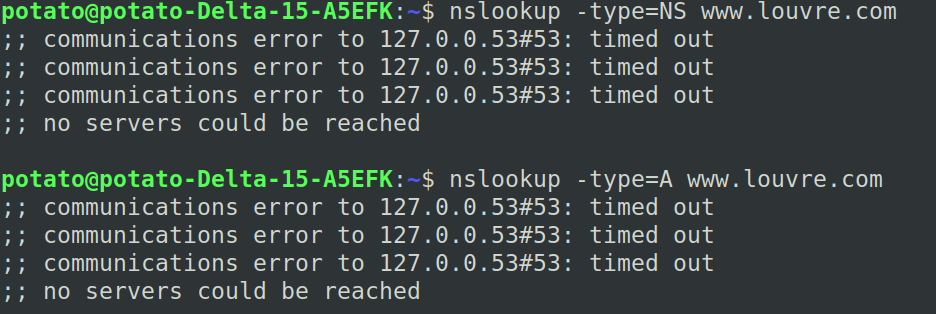 potato@potato-Delta-15-A5EFK:~$ nslookup -type=NS www.louvre.com
;; communications error to 127.0.0.53#53: timed out
;; communications error to 127.0.0.53#53: timed out
;; communications error to 127.0.0.53#53: timed out
;; no servers could be reached

potato@potato-Delta-15-A5EFK:~$ nslookup -type=A www.louvre.com
;; communications error to 127.0.0.53#53: timed out
;; communications error to 127.0.0.53#53: timed out
;; communications error to 127.0.0.53#53: timed out
;; no servers could be reached